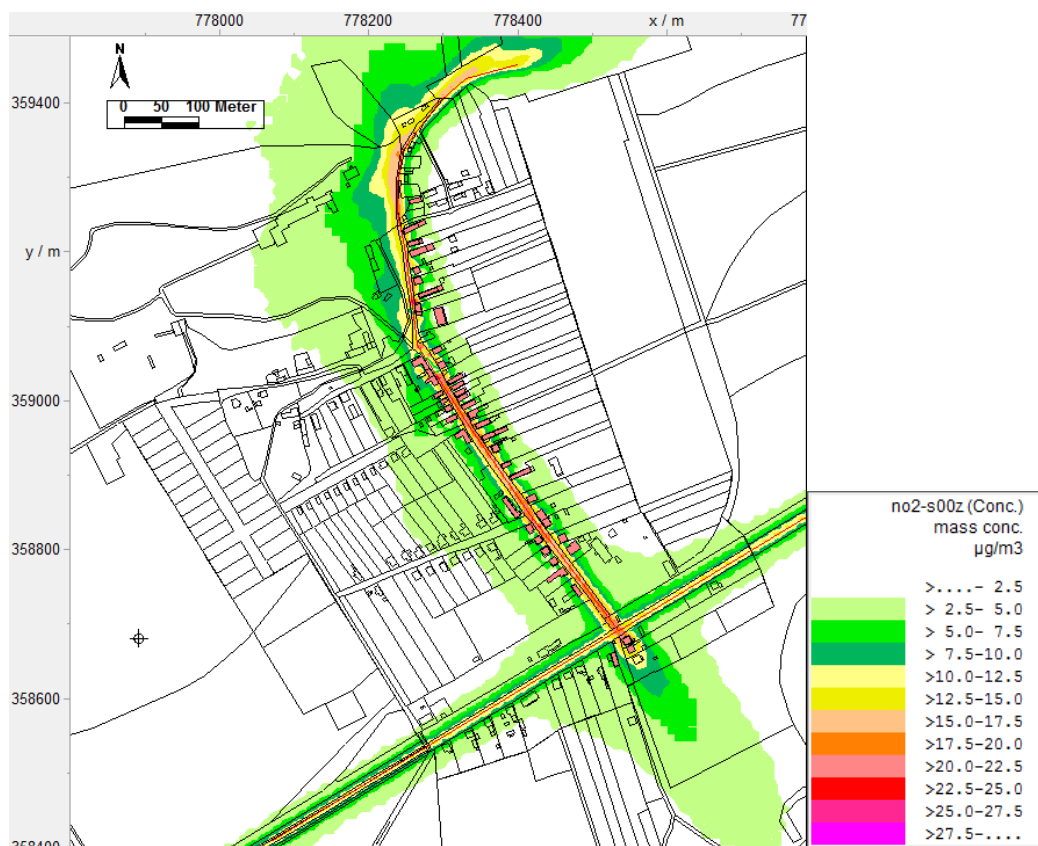 778000 778200 778400 x / m 77
N
0 50 100 Meter
359400
y / m
359000
358800
358600
358400
no2-s00z (Conc.)
mass conc.
µg/m3
>....- 2.5
> 2.5- 5.0
> 5.0- 7.5
> 7.5-10.0
>10.0-12.5
>12.5-15.0
>15.0-17.5
>17.5-20.0
>20.0-22.5
>22.5-25.0
>25.0-27.5
>27.5-....